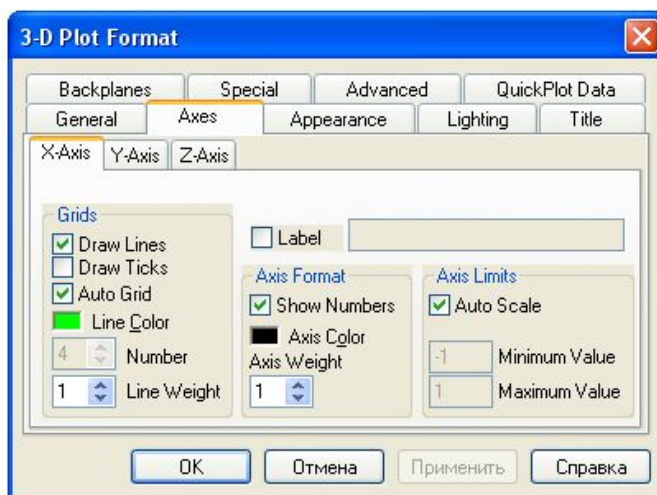 3-D Plot Format
Backplanes Special Advanced QuickPlot Data
General Axes Appearance Lighting Title
X-Axis Y-Axis Z-Axis
Grids
Draw Lines
Draw Ticks
Auto Grid
Line Color
4 Number
1 Line Weight
Label
Axis Format
Show Numbers
Axis Color
Axis Weight
1
Axis Limits
Auto Scale
-1 Minimum Value
1 Maximum Value
OK Отмена Применить Справка